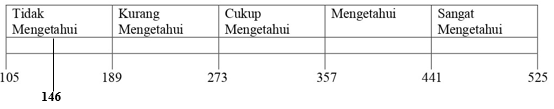 Tidak Mengetahui
Kurang Mengetahui
Cukup Mengetahui
Mengetahui
Sangat Mengetahui
105 189 273 357 441 525
146